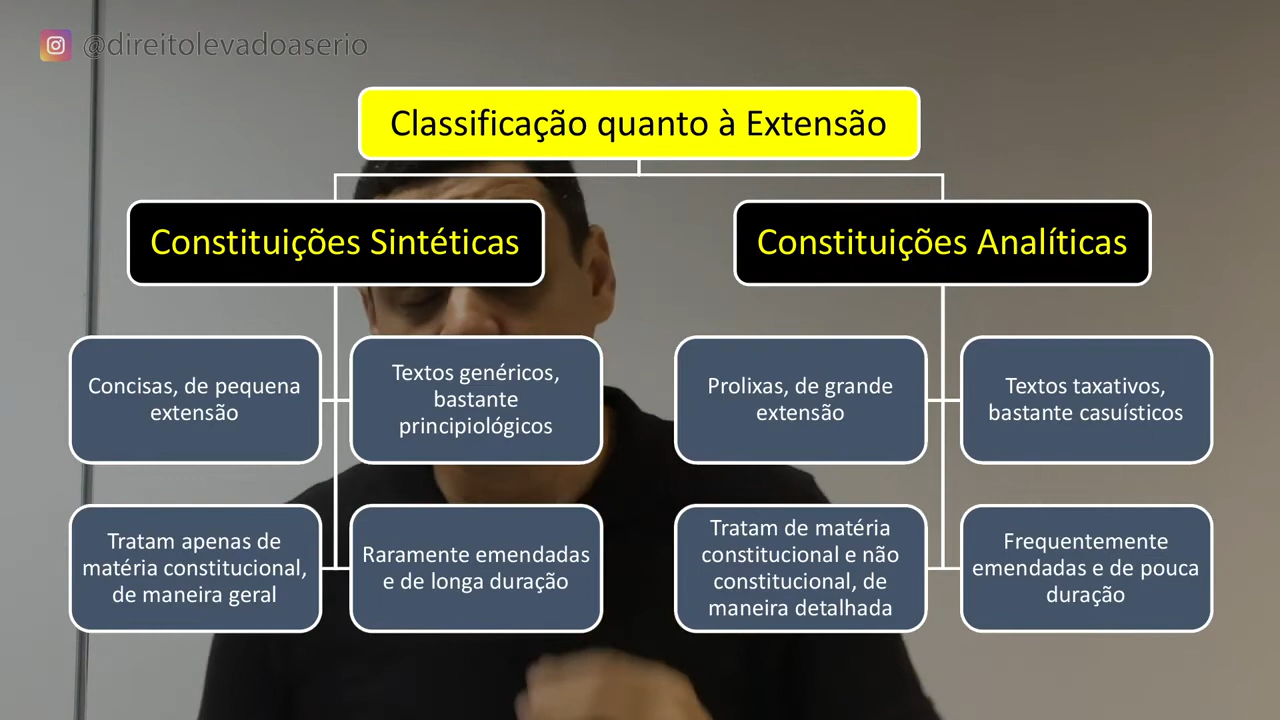 @direitolevadoaserio
Classificação quanto à Extensão
Constituições Sintéticas
Constituições Analíticas
Concisas, de pequena
extensão
Textos genéricos,
bastante
principiológicos
Prolixas, de grande
extensão
Textos taxativos,
bastante casuísticos
Tratam apenas de
matéria constitucional,
de maneira geral
Raramente emendadas
e de longa duração
Tratam de matéria
constitucional e não
constitucional, de
maneira detalhada
Frequentemente
emendadas e de pouca
duração